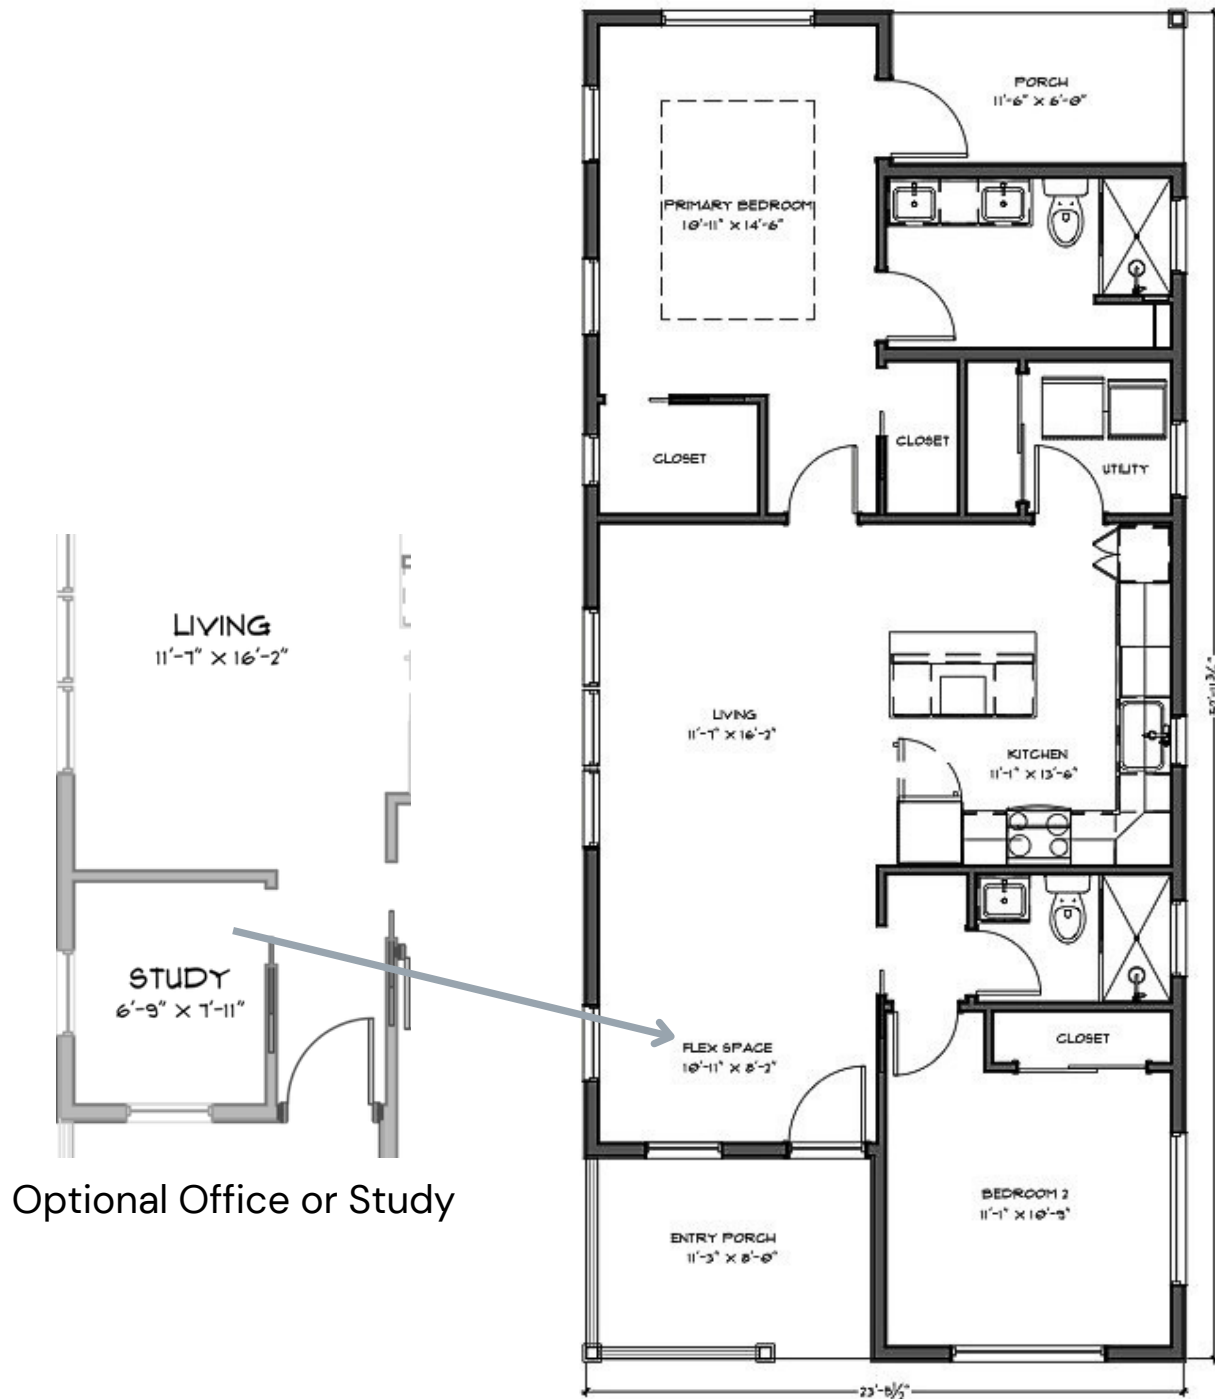 PORCH
11'-6" X 6'-0"
PRIMARY BEDROOM
10'-11" X 14'-6"
CLOSET
CLOSET
UTILITY
LIVING
11'-7" X 16'-2"
LIVING
11'-7" X 16'-2"
KITCHEN
11'-1" X 13'-6"
STUDY
6'-9" X 7'-11"
FLEX SPACE
10'-11" X 8'-2"
CLOSET
Optional Office or Study
BEDROOM 2
11'-1" X 10'-9"
ENTRY PORCH
11'-3" X 8'-0"
23'-8½"